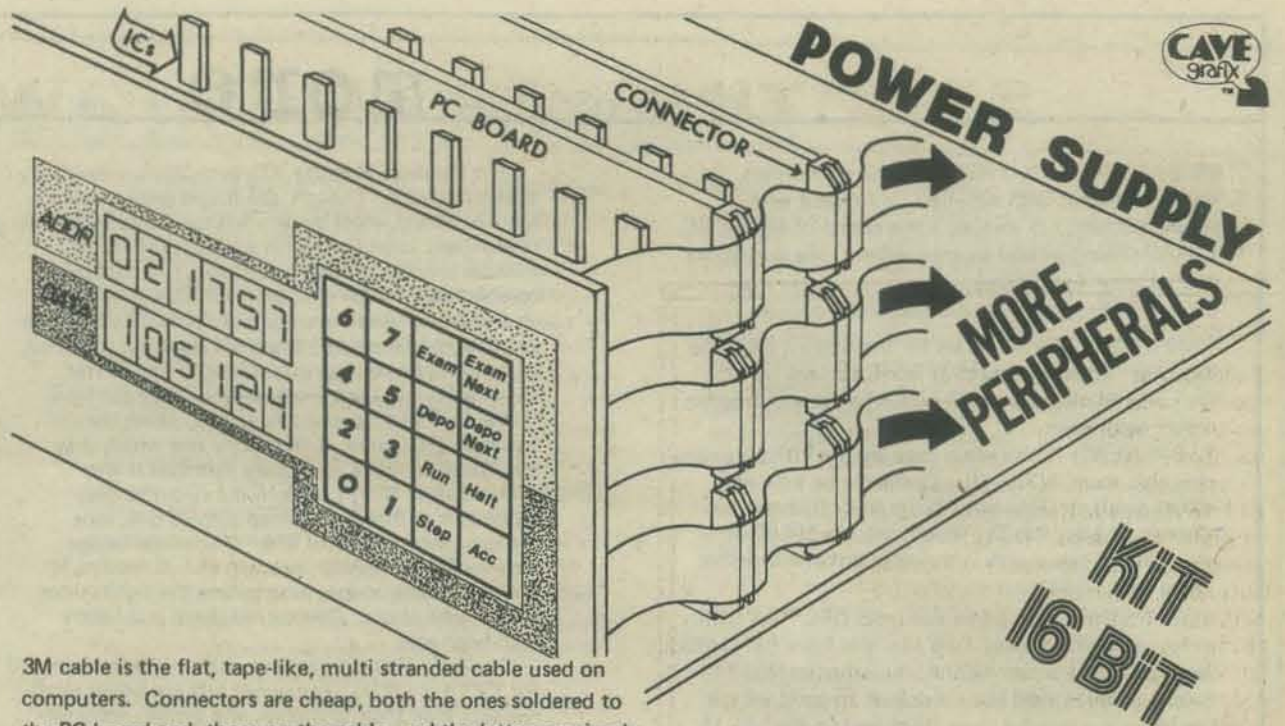 ICs
PC BOARD
CONNECTOR
POWER SUPPLY
CAVE
grafix
TM
MORE
PERIPHERALS
ADDR
021757
DATA
105124
6 7 Exam Exam Next
4 5 Depo Depo Next
2 3 Run Halt
0 1 Step Acc
KiT
16 BiT
3M cable is the flat, tape-like, multi stranded cable used on
computers. Connectors are cheap, both the ones soldered to